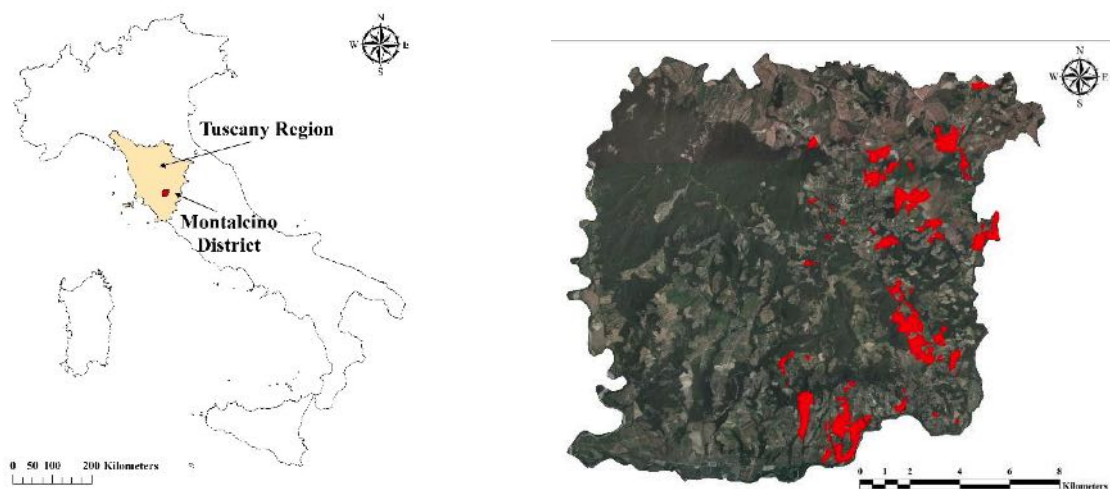 N
W E
S
Tuscany Region
Montalcino
District
0 50 100 200 Kilometers
N
W E
S
0 1 2 4 6 8
Kilometers